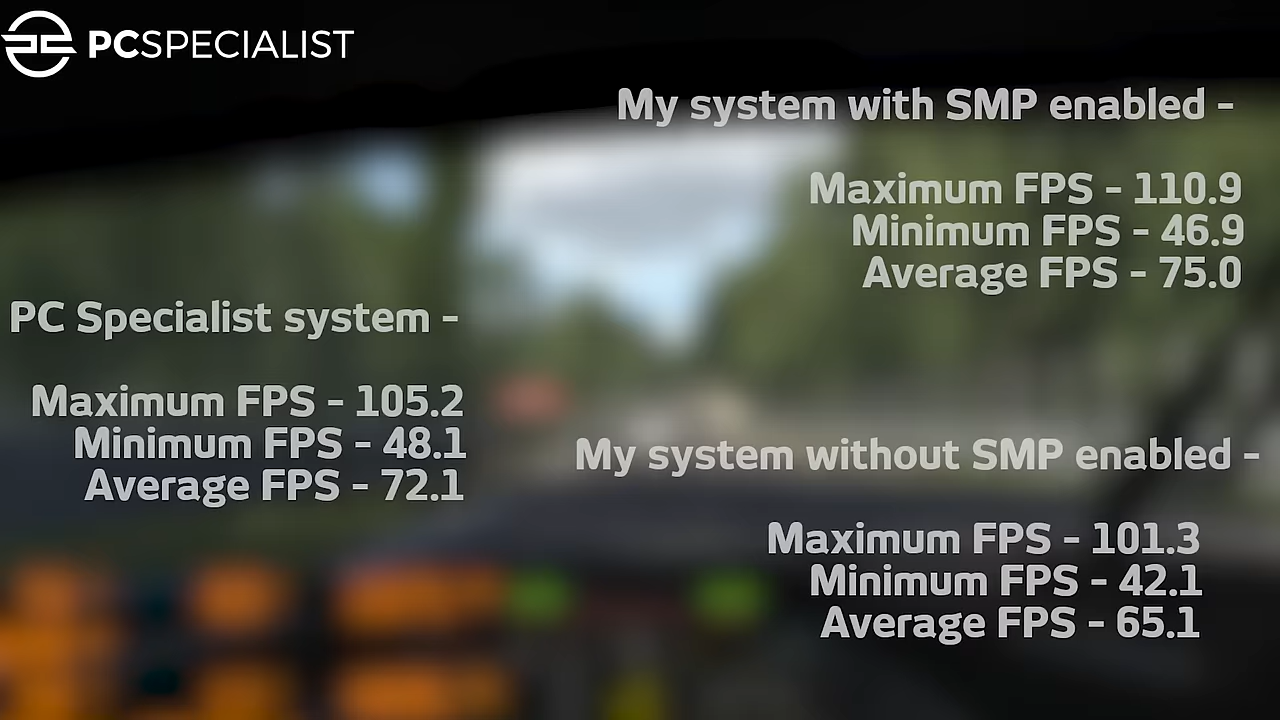 PCSPECIALIST
My system with SMP enabled -
Maximum FPS - 110.9
Minimum FPS - 46.9
Average FPS - 75.0
PC Specialist system -
Maximum FPS - 105.2
Minimum FPS - 48.1
Average FPS - 72.1
My system without SMP enabled -
Maximum FPS - 101.3
Minimum FPS - 42.1
Average FPS - 65.1